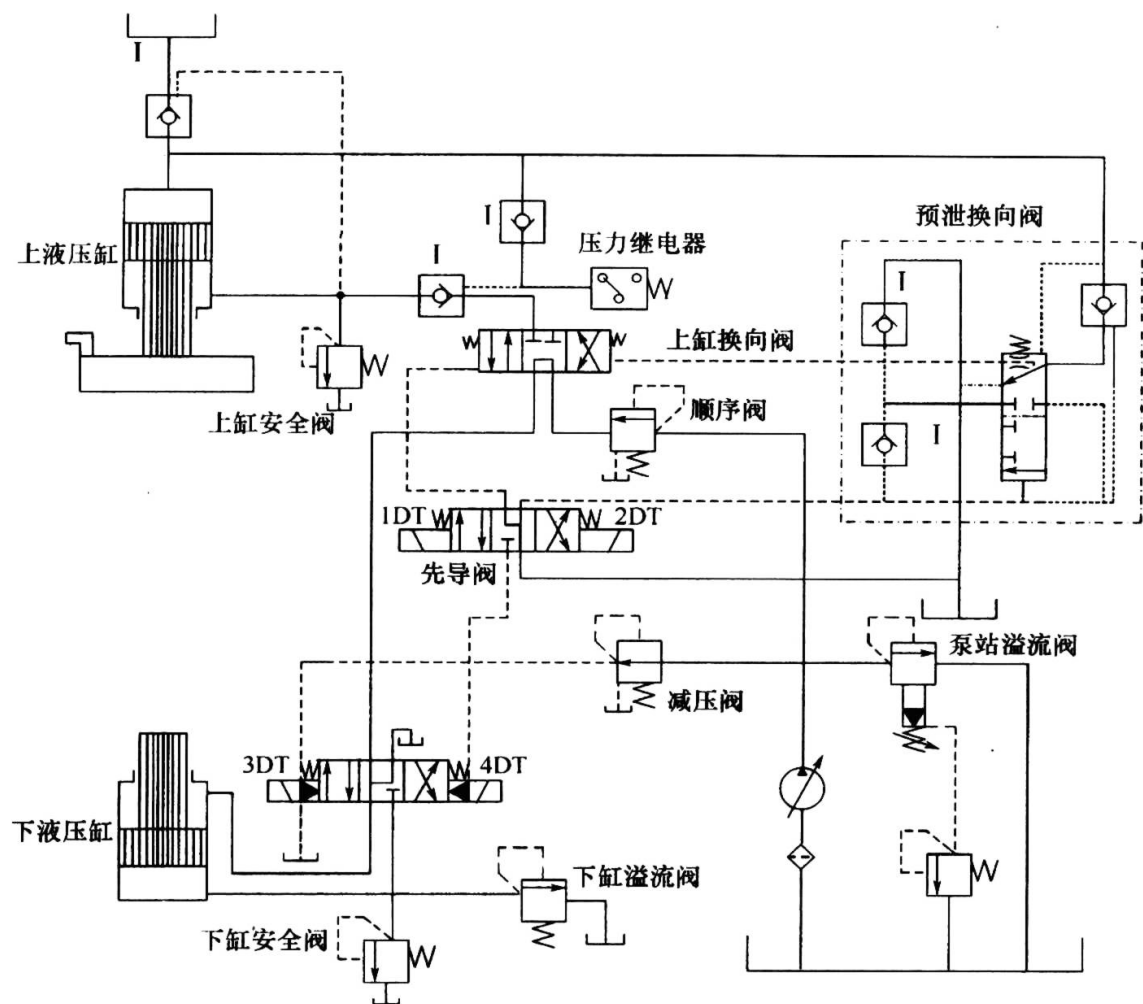 I
上液压缸
I
I
压力继电器
预泄换向阀
I
上缸换向阀
上缸安全阀
顺序阀
I
1DT
2DT
先导阀
减压阀
泵站溢流阀
3DT
4DT
下液压缸
下缸溢流阀
下缸安全阀